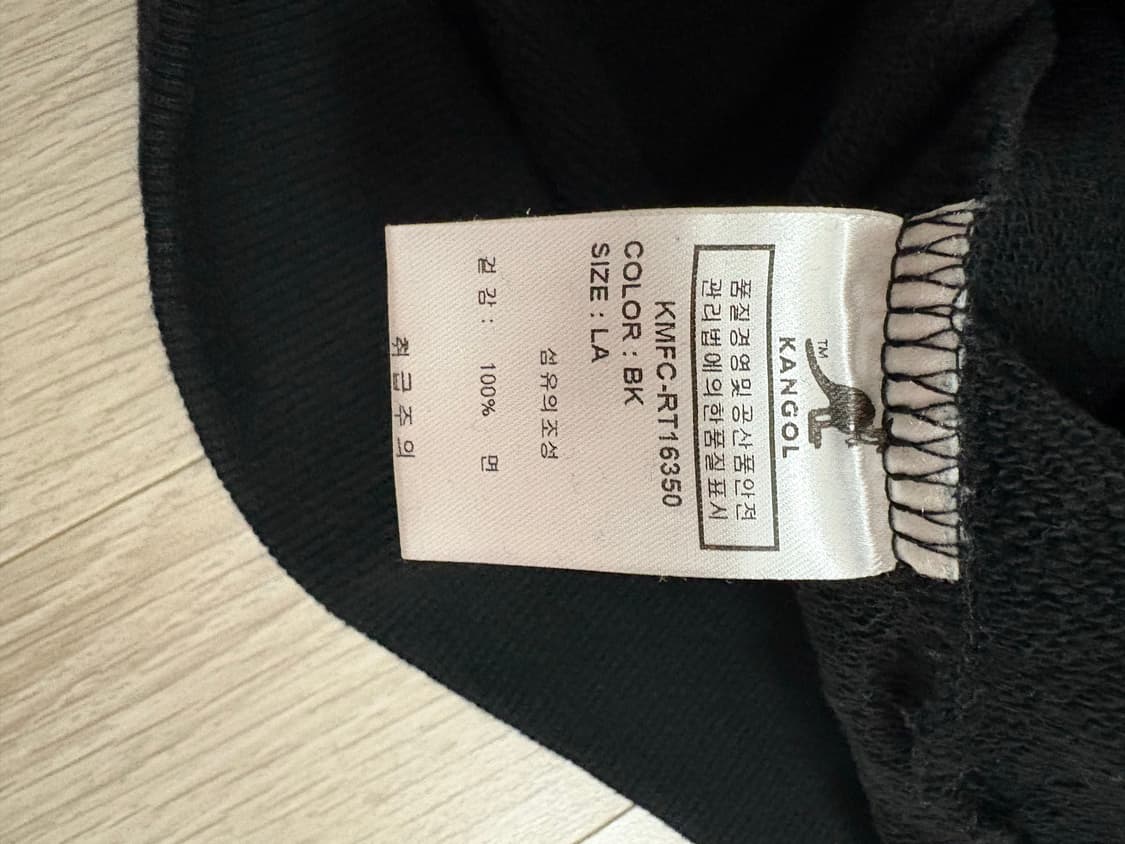 TM
KANGOL
품질경영및공산품안전
관리법에의한품질표시
KMFC-RT16350
COLOR : BK
SIZE : LA
섬유의조성
겉 감 : 100% 면
취급주의